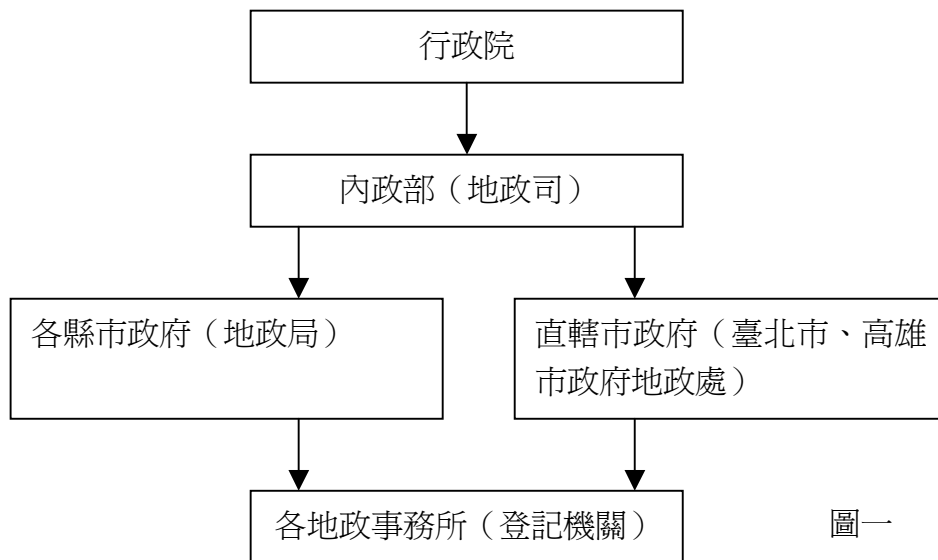 行政院
內政部（地政司）
各縣市政府（地政局）
直轄市政府（臺北市、高雄
市政府地政處）
各地政事務所（登記機關）
圖一